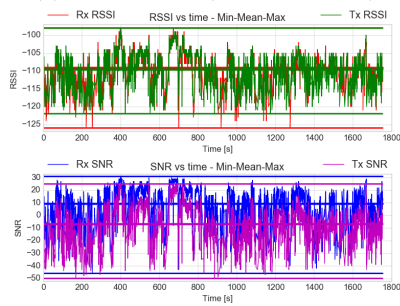 Rx RSSI RSSI vs time - Min-Mean-Max Tx RSSI
-100
-105
-110
-115
-120
-125
RSSI
0 200 400 600 800 1000 1200 1400 1600 1800
Time [s]
Rx SNR SNR vs time - Min-Mean-Max Tx SNR
30
20
10
0
-10
-20
-30
-40
-50
SNR
0 200 400 600 800 1000 1200 1400 1600 1800
Time [s]